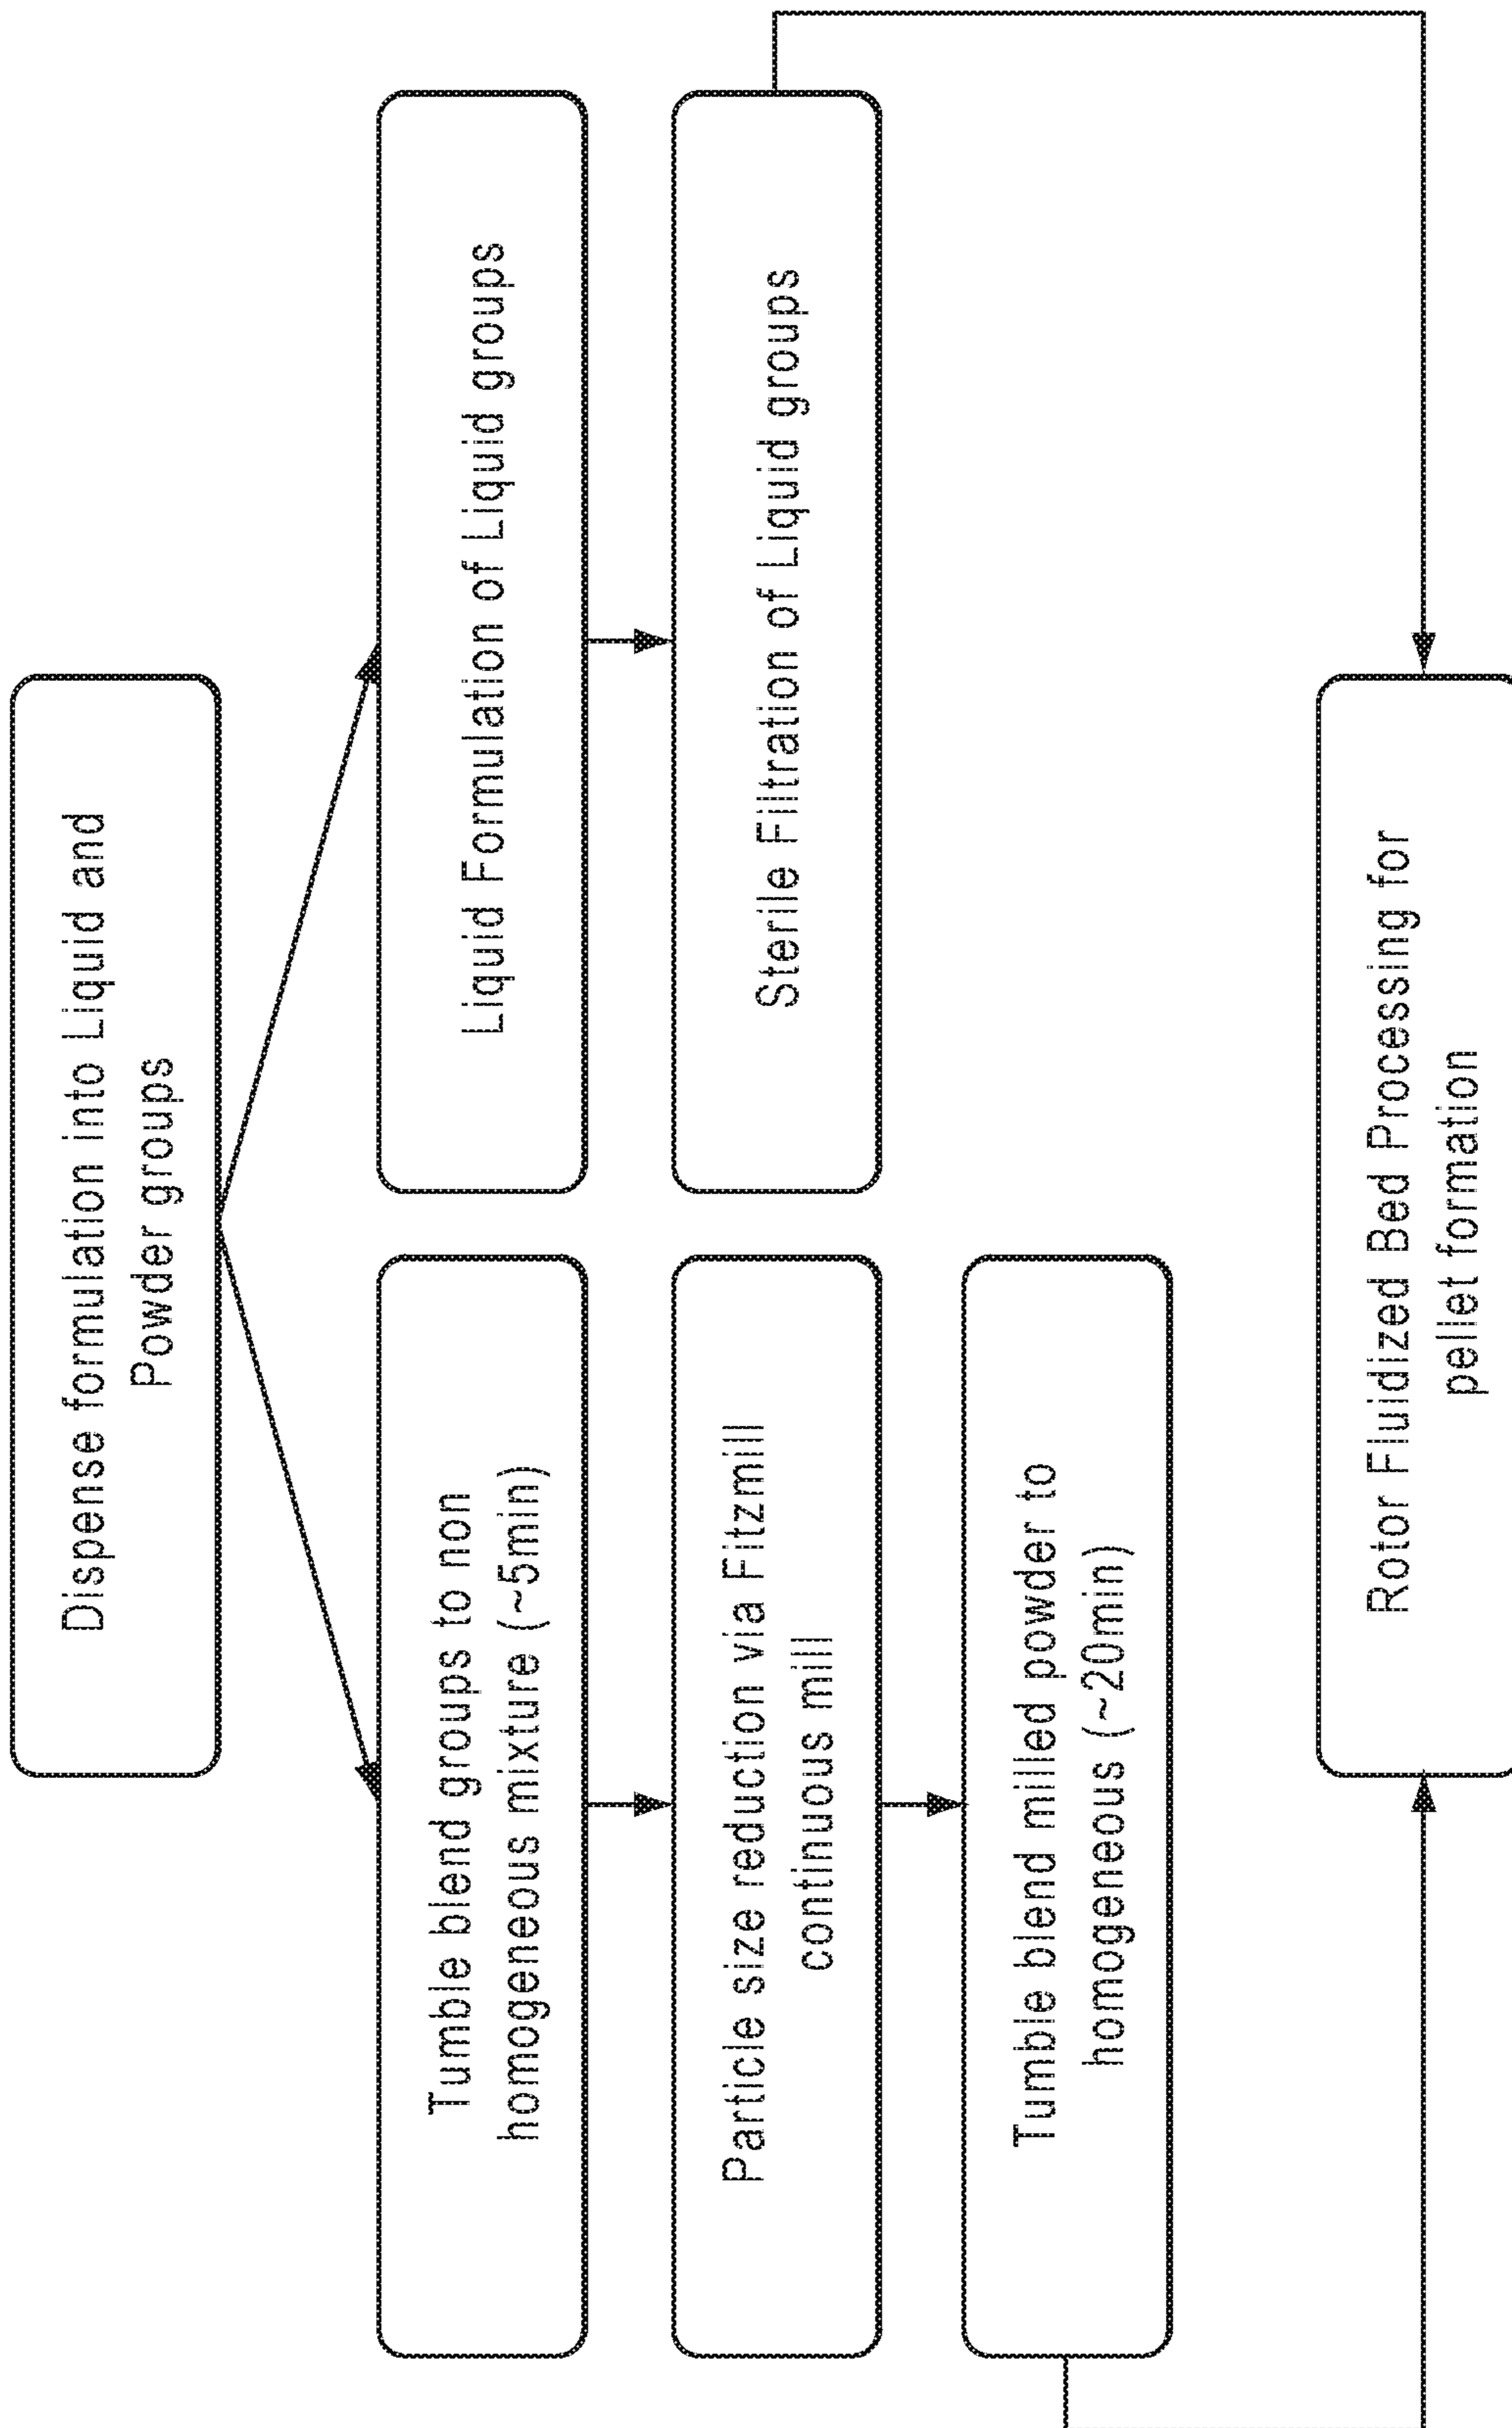 Dispense formulation into Liquid and
Powder groups
Tumble blend groups to non
homogeneous mixture (~5min)
Liquid Formulation of Liquid groups
Particle size reduction via Fitzmill
continuous mill
Sterile Filtration of Liquid groups
Tumble blend milled powder to
homogeneous (~20min)
Rotor Fluidized Bed Processing for
pellet formation